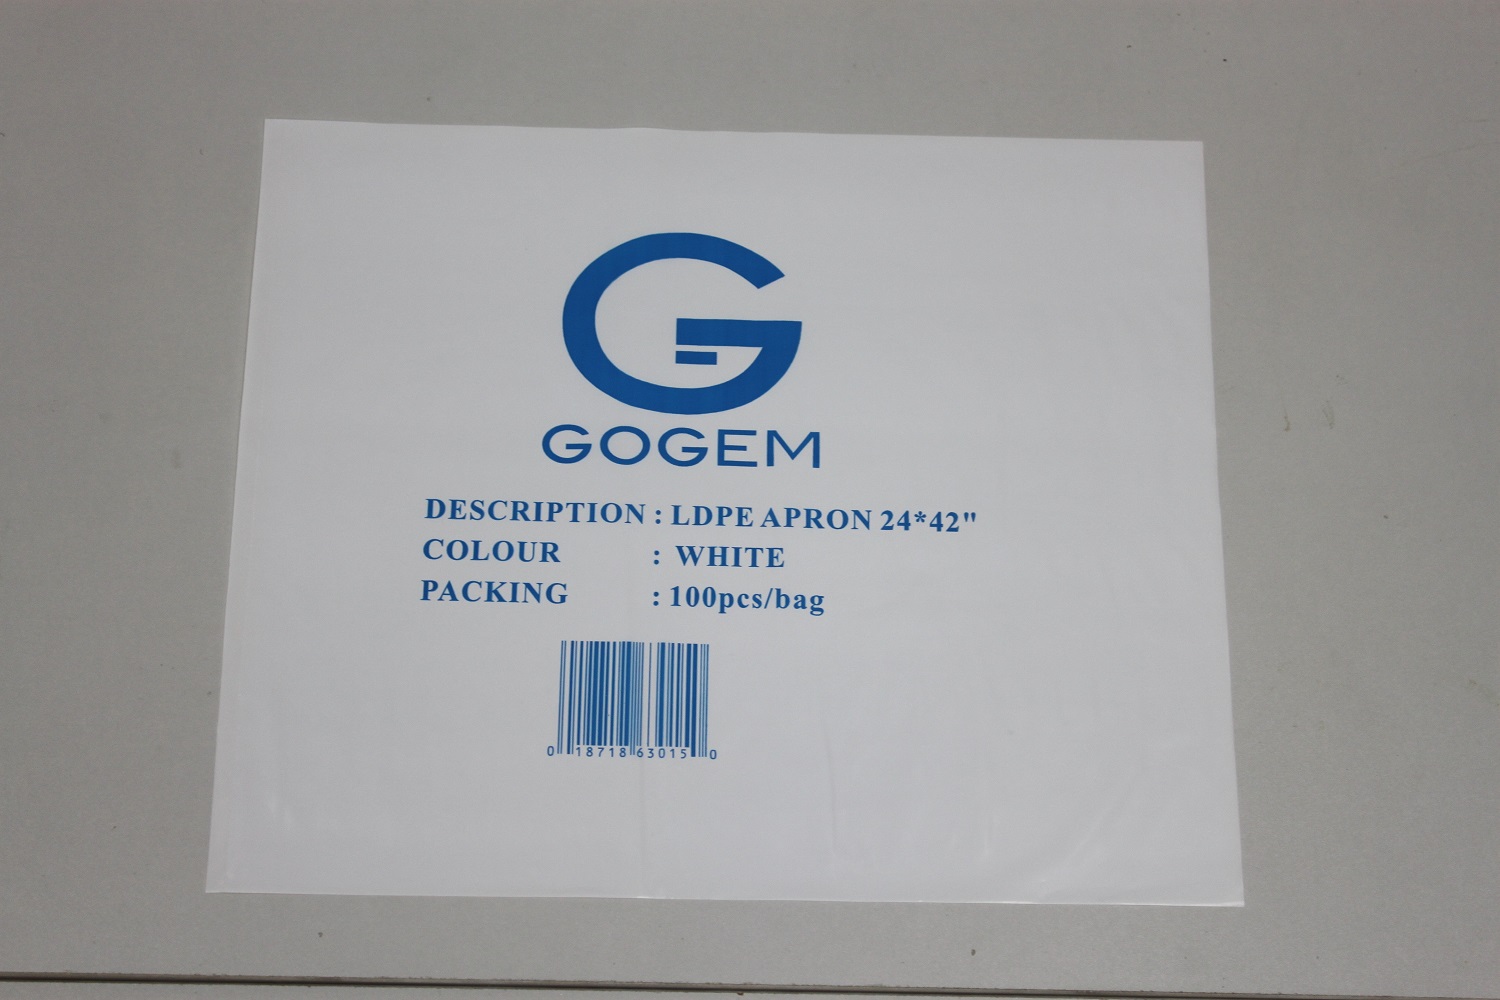 G
GOGEM
DESCRIPTION : LDPE APRON 24*42"
COLOUR : WHITE
PACKING : 100pcs/bag
0 18718 63015 0